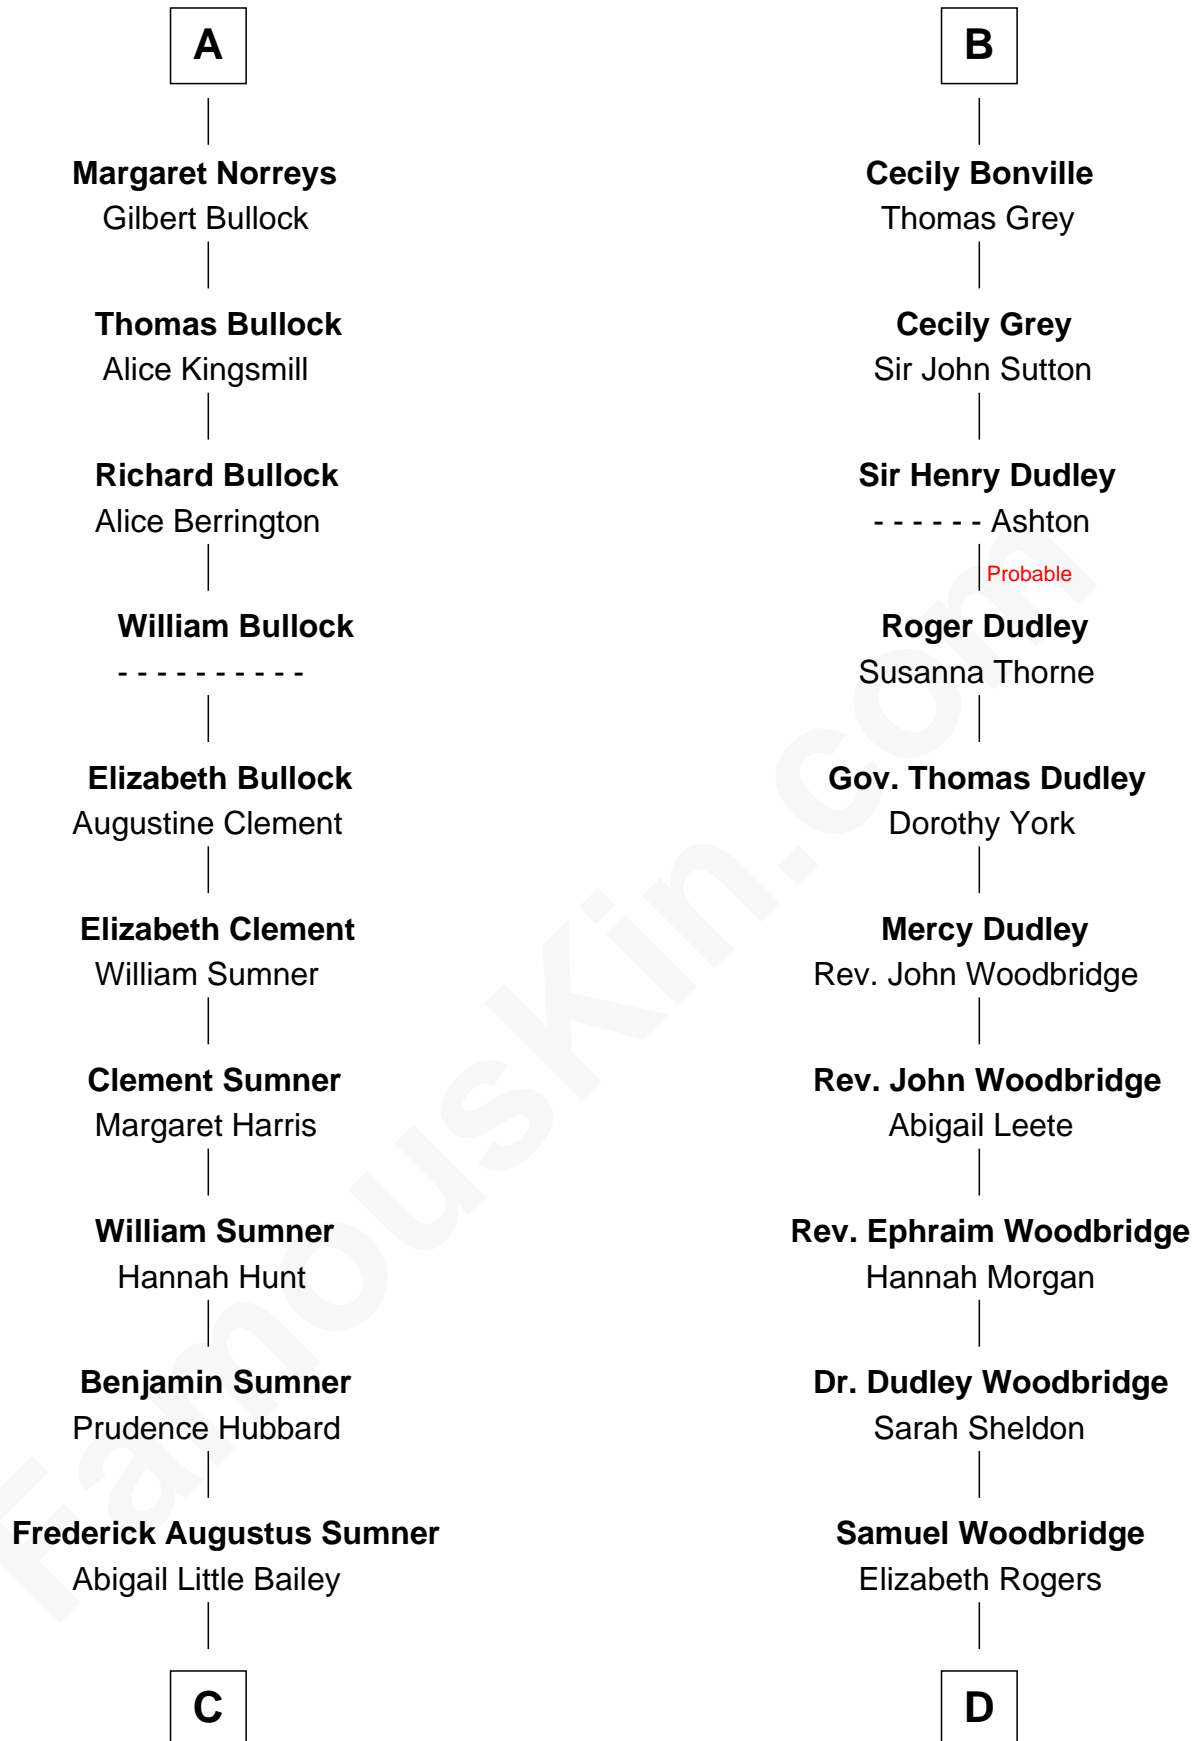 A
Margaret Norreys
Gilbert Bullock
Thomas Bullock
Alice Kingsmill
Richard Bullock
Alice Berrington
William Bullock
- - - - - - - - - -
Elizabeth Bullock
Augustine Clement
Elizabeth Clement
William Sumner
Clement Sumner
Margaret Harris
William Sumner
Hannah Hunt
Benjamin Sumner
Prudence Hubbard
Frederick Augustus Sumner
Abigail Little Bailey
C
B
Cecily Bonville
Thomas Grey
Cecily Grey
Sir John Sutton
Sir Henry Dudley
- - - - - - Ashton
Probable
Roger Dudley
Susanna Thorne
Gov. Thomas Dudley
Dorothy York
Mercy Dudley
Rev. John Woodbridge
Rev. John Woodbridge
Abigail Leete
Rev. Ephraim Woodbridge
Hannah Morgan
Dr. Dudley Woodbridge
Sarah Sheldon
Samuel Woodbridge
Elizabeth Rogers
D
FamousKin.com